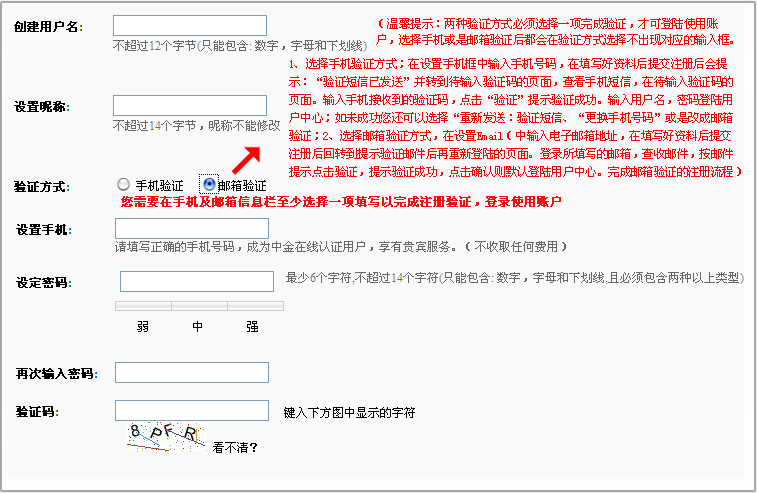 创建用户名:
(温馨提示：两种验证方式必须选择一项完成验证，才可登陆使用账
户，选择手机或是邮箱验证后都会在验证方式选择不出现对应的输入框。
不超过12个字节(只能包含: 数字，字母和下划线)
1、选择手机验证方式；在设置手机框中输入手机号码，在填写好资料后提交注册后会提
示：“验证短信已发送”并转到待输入验证码的页面，查看手机短信，在待输入验证码的
页面。输入手机接收到的验证码，点击“验证”提示验证成功。输入用户名，密码登陆用
户中心；如未成功您还可以选择“重新发送：验证短信、“更换手机号码”或是改成邮箱
验证；2、选择邮箱验证方式，在设置Email（中输入电子邮箱地址，在填写好资料后提交
注册后回转到提示验证邮件后再重新登陆的页面。登录所填写的邮箱，查收邮件，按邮件
提示点击验证，提示验证成功，点击确认则默认登陆用户中心。完成邮箱验证的注册流程）
设置昵称:
不超过14个字节，昵称不能修改
验证方式:
手机验证
邮箱验证
您需要在手机及邮箱信息栏至少选择一项填写以完成注册验证，登录使用账户
设置手机:
请填写正确的手机号码，成为中金在线认证用户，享有贵宾服务。（不收取任何费用）
设定密码:
最少6个字符,不超过14个字符(只能包含: 数字，字母和下划线,且必须包含两种以上类型)
弱
中
强
再次输入密码:
验证码:
键入下方图中显示的字符
8PFR
看不清?